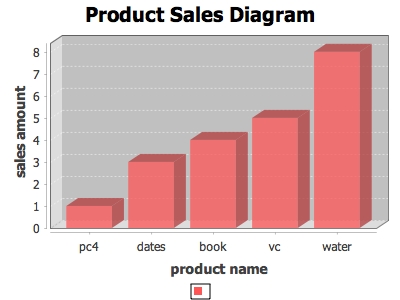 Product Sales Diagram
sales amount
8
7
6
5
4
3
2
1
0
pc4 dates book vc water
product name